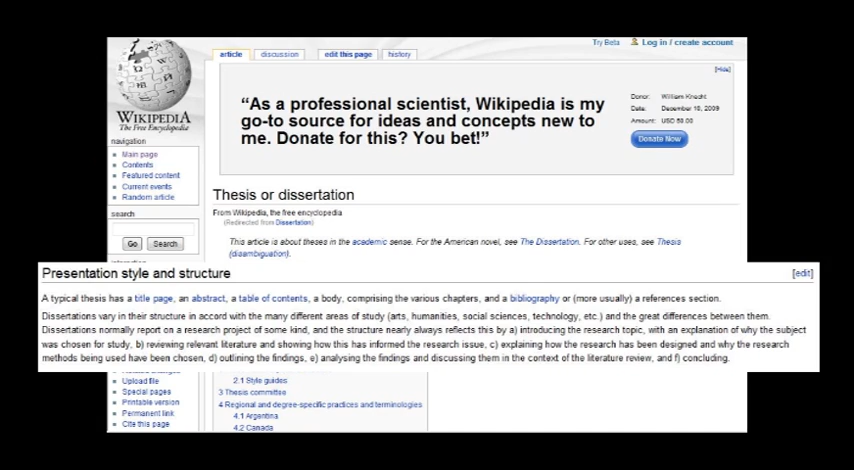 article discussion edit this page history
Try Beta Log in / create account
[Hide]
“As a professional scientist, Wikipedia is my
go-to source for ideas and concepts new to
me. Donate for this? You bet!”
Donor: William Knecht
Date: December 10, 2009
Amount: USD 50.00
Donate Now
WIKIPEDIA
The Free Encyclopedia
navigation
Main page
Contents
Featured content
Current events
Random article
search
Go Search
Thesis or dissertation
From Wikipedia, the free encyclopedia
(Redirected from Dissertation)
This article is about theses in the academic sense. For the American novel, see The Dissertation. For other uses, see Thesis
(disambiguation).
Presentation style and structure [edit]
A typical thesis has a title page, an abstract, a table of contents, a body, comprising the various chapters, and a bibliography or (more usually) a references section.
Dissertations vary in their structure in accord with the many different areas of study (arts, humanities, social sciences, technology, etc.) and the great differences between them.
Dissertations normally report on a research project of some kind, and the structure nearly always reflects this by a) introducing the research topic, with an explanation of why the subject
was chosen for study, b) reviewing relevant literature and showing how this has informed the research issue, c) explaining how the research has been designed and why the research
methods being used have been chosen, d) outlining the findings, e) analysing the findings and discussing them in the context of the literature review, and f) concluding.
Upload file
Special pages
Printable version
Permanent link
Cite this page
2.1 Style guides
3 Thesis committee
4 Regional and degree-specific practices and terminologies
4.1 Argentina
4.2 Canada